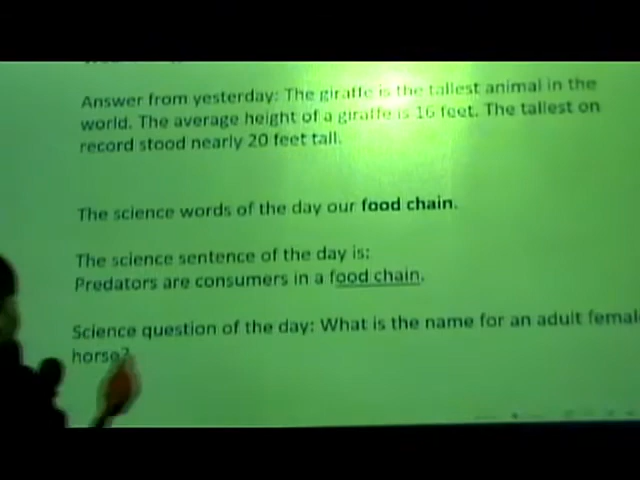 Answer from yesterday: The giraffe is the tallest animal in the
world. The average height of a giraffe is 16 feet. The tallest on
record stood nearly 20 feet tall.
The science words of the day our food chain.
The science sentence of the day is:
Predators are consumers in a food chain.
Science question of the day: What is the name for an adult femal
horse?